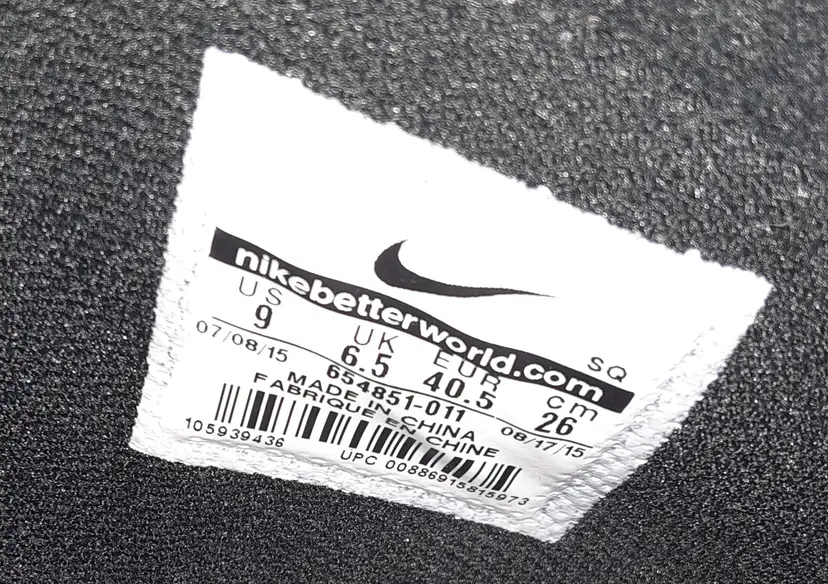 nikebetterworld.com
SQ
US UK EUR cm
9 6.5 40.5 26
07/08/15 654851-011 08/17/15
MADE IN CHINA
FABRIQUE EN CHINE
105939436
UPC 00886915815973